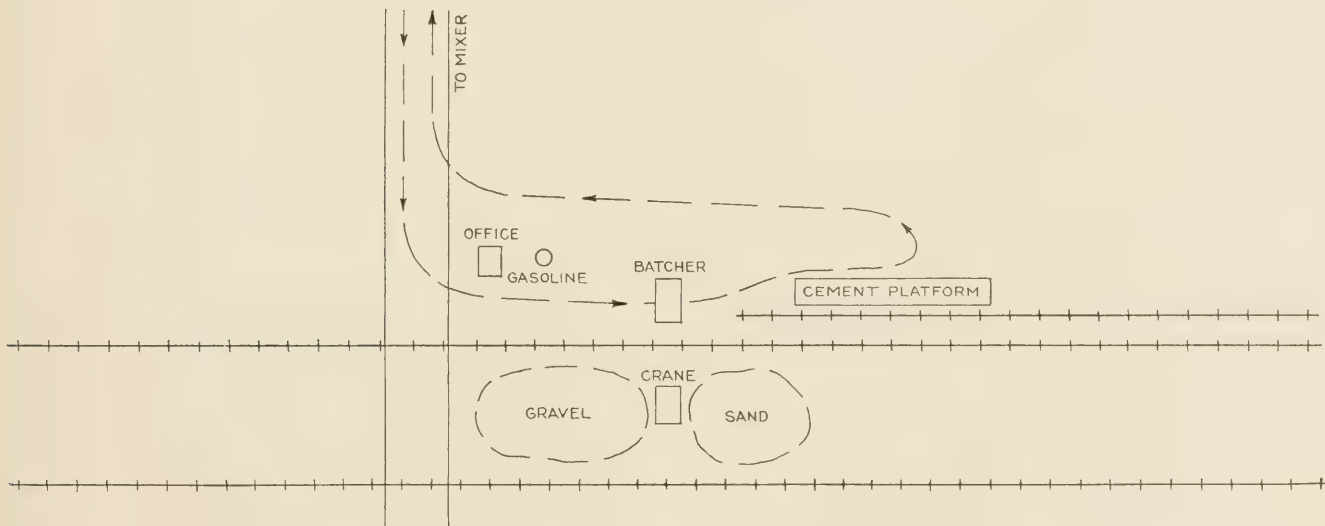 TO MIXER
OFFICE
GASOLINE
BATCHER
CEMENT PLATFORM
CRANE
GRAVEL
SAND